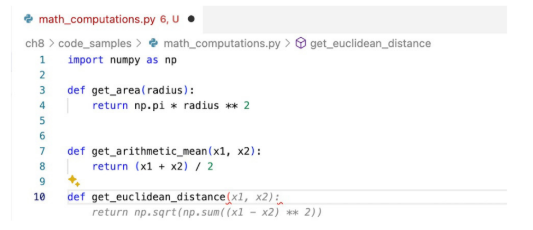 math_computations.py 6, U ●
ch8 > code_samples > math_computations.py > get_euclidean_distance
1 import numpy as np
2
3 def get_area(radius):
4     return np.pi * radius ** 2
5
6
7 def get_arithmetic_mean(x1, x2):
8     return (x1 + x2) / 2
9
10 def get_euclidean_distance(x1, x2):
    return np.sqrt(np.sum((x1 - x2) ** 2))